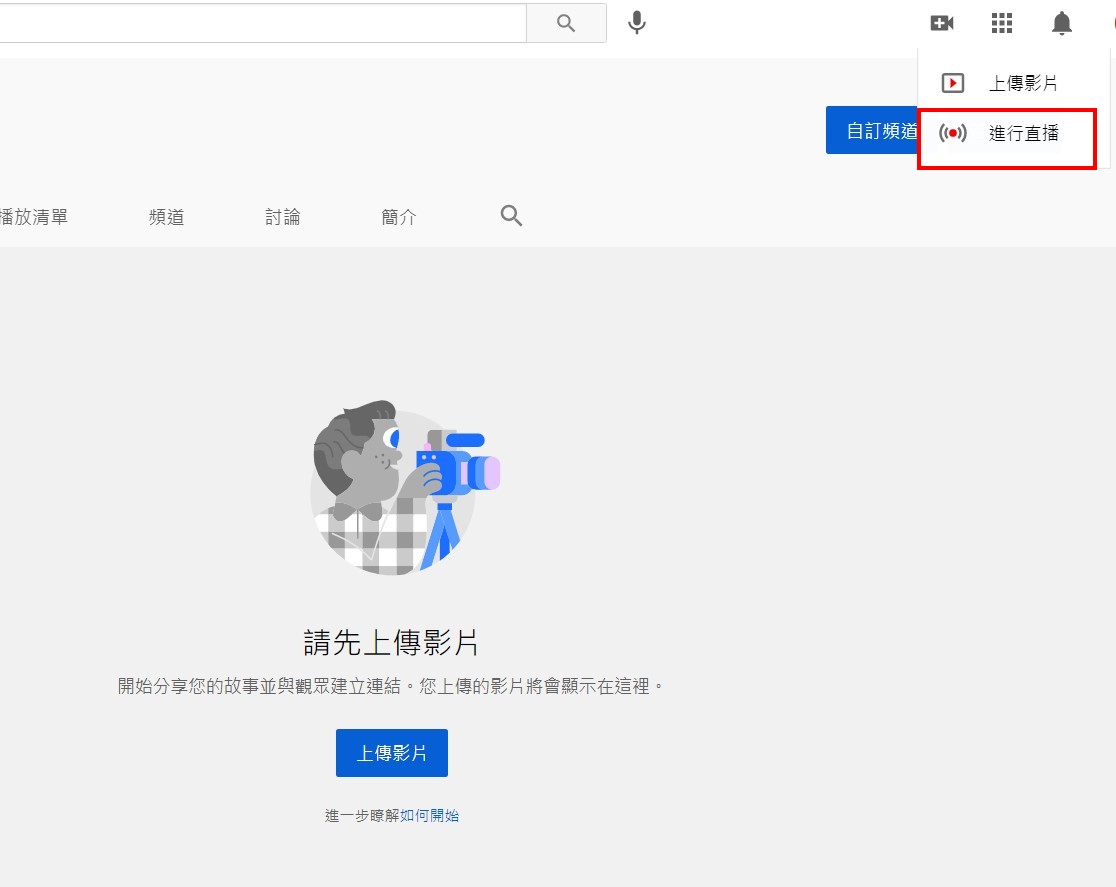 上傳影片
自訂頻道
進行直播
播放清單
頻道
討論
簡介
請先上傳影片
開始分享您的故事並與觀眾建立連結。您上傳的影片將會顯示在這裡。
上傳影片
進一步瞭解如何開始